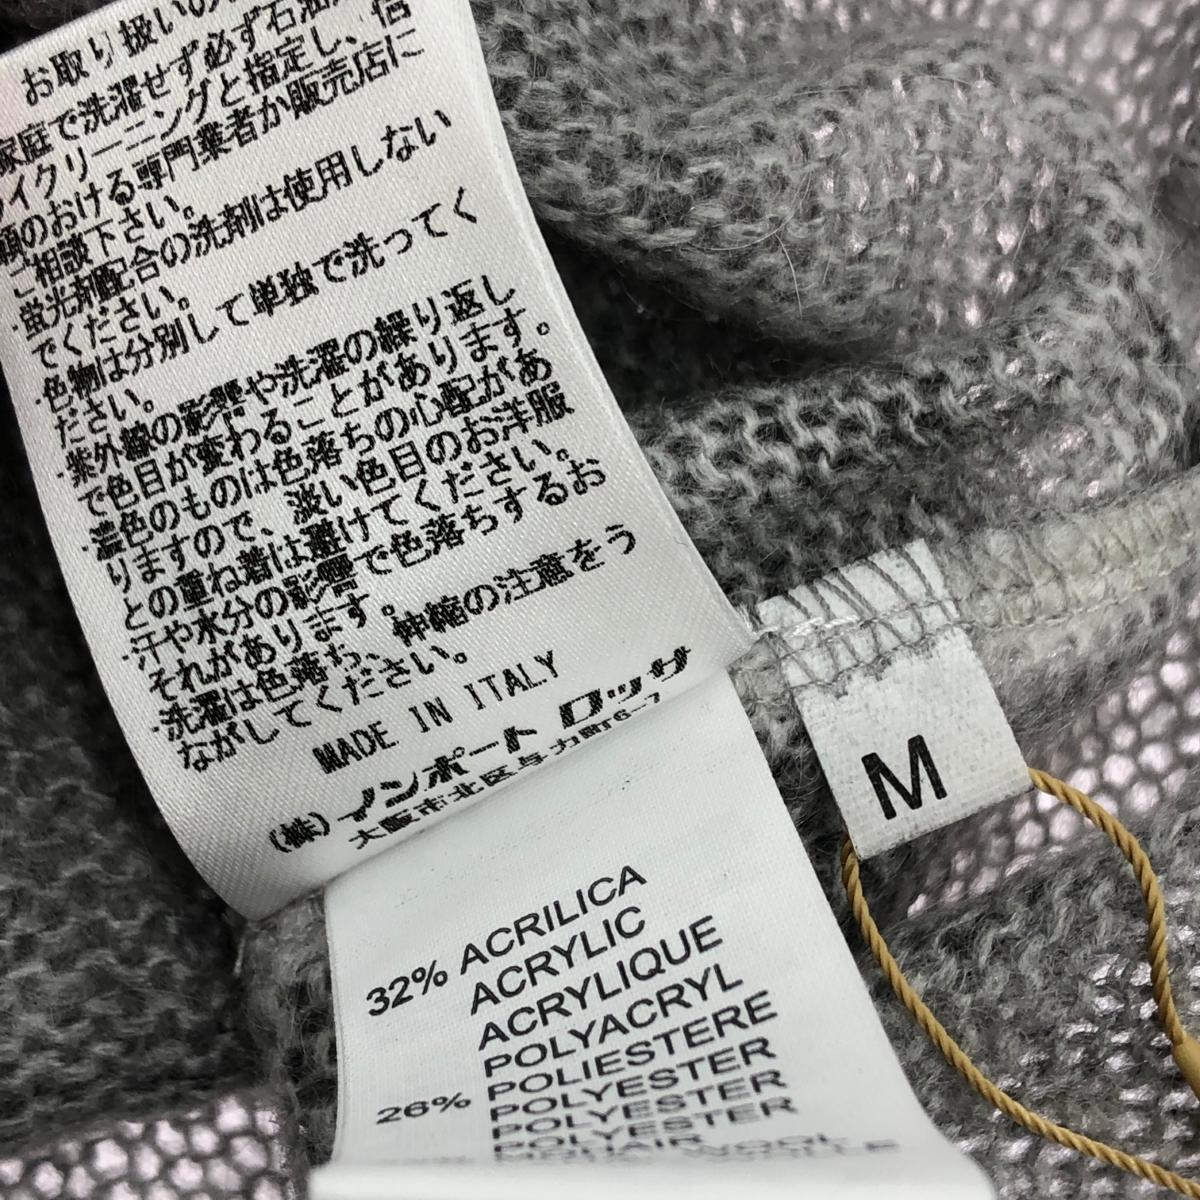 お取り扱いの
家庭で洗濯せず必ず石油
ライクリーニングと指定し、信
頼のおける専門業者か販売店に
ご相談下さい。
・蛍光剤配合の洗剤は使用しない
でください。
・色物は分別して単独で洗ってく
ださい。
・紫外線の影響や洗濯の繰り返し
で色目が変わることがあります。
・濃色のものは色落ちの心配があ
りますので、淡い色目のお洋服
との重ね着は避けてください。
・汗や水分の影響で色落ちするお
それがあります。
・洗濯は色落ち、伸縮の注意をう
ながしてください。
MADE IN ITALY
(株)インポート ロッサ
大阪市北区与力町6-7
32% ACRILICA
ACRYLIC
ACRYLIQUE
POLYACRYL
26% POLIESTERE
POLYESTER
POLYESTER
POLYESTER
MOHAIR WOOL
M